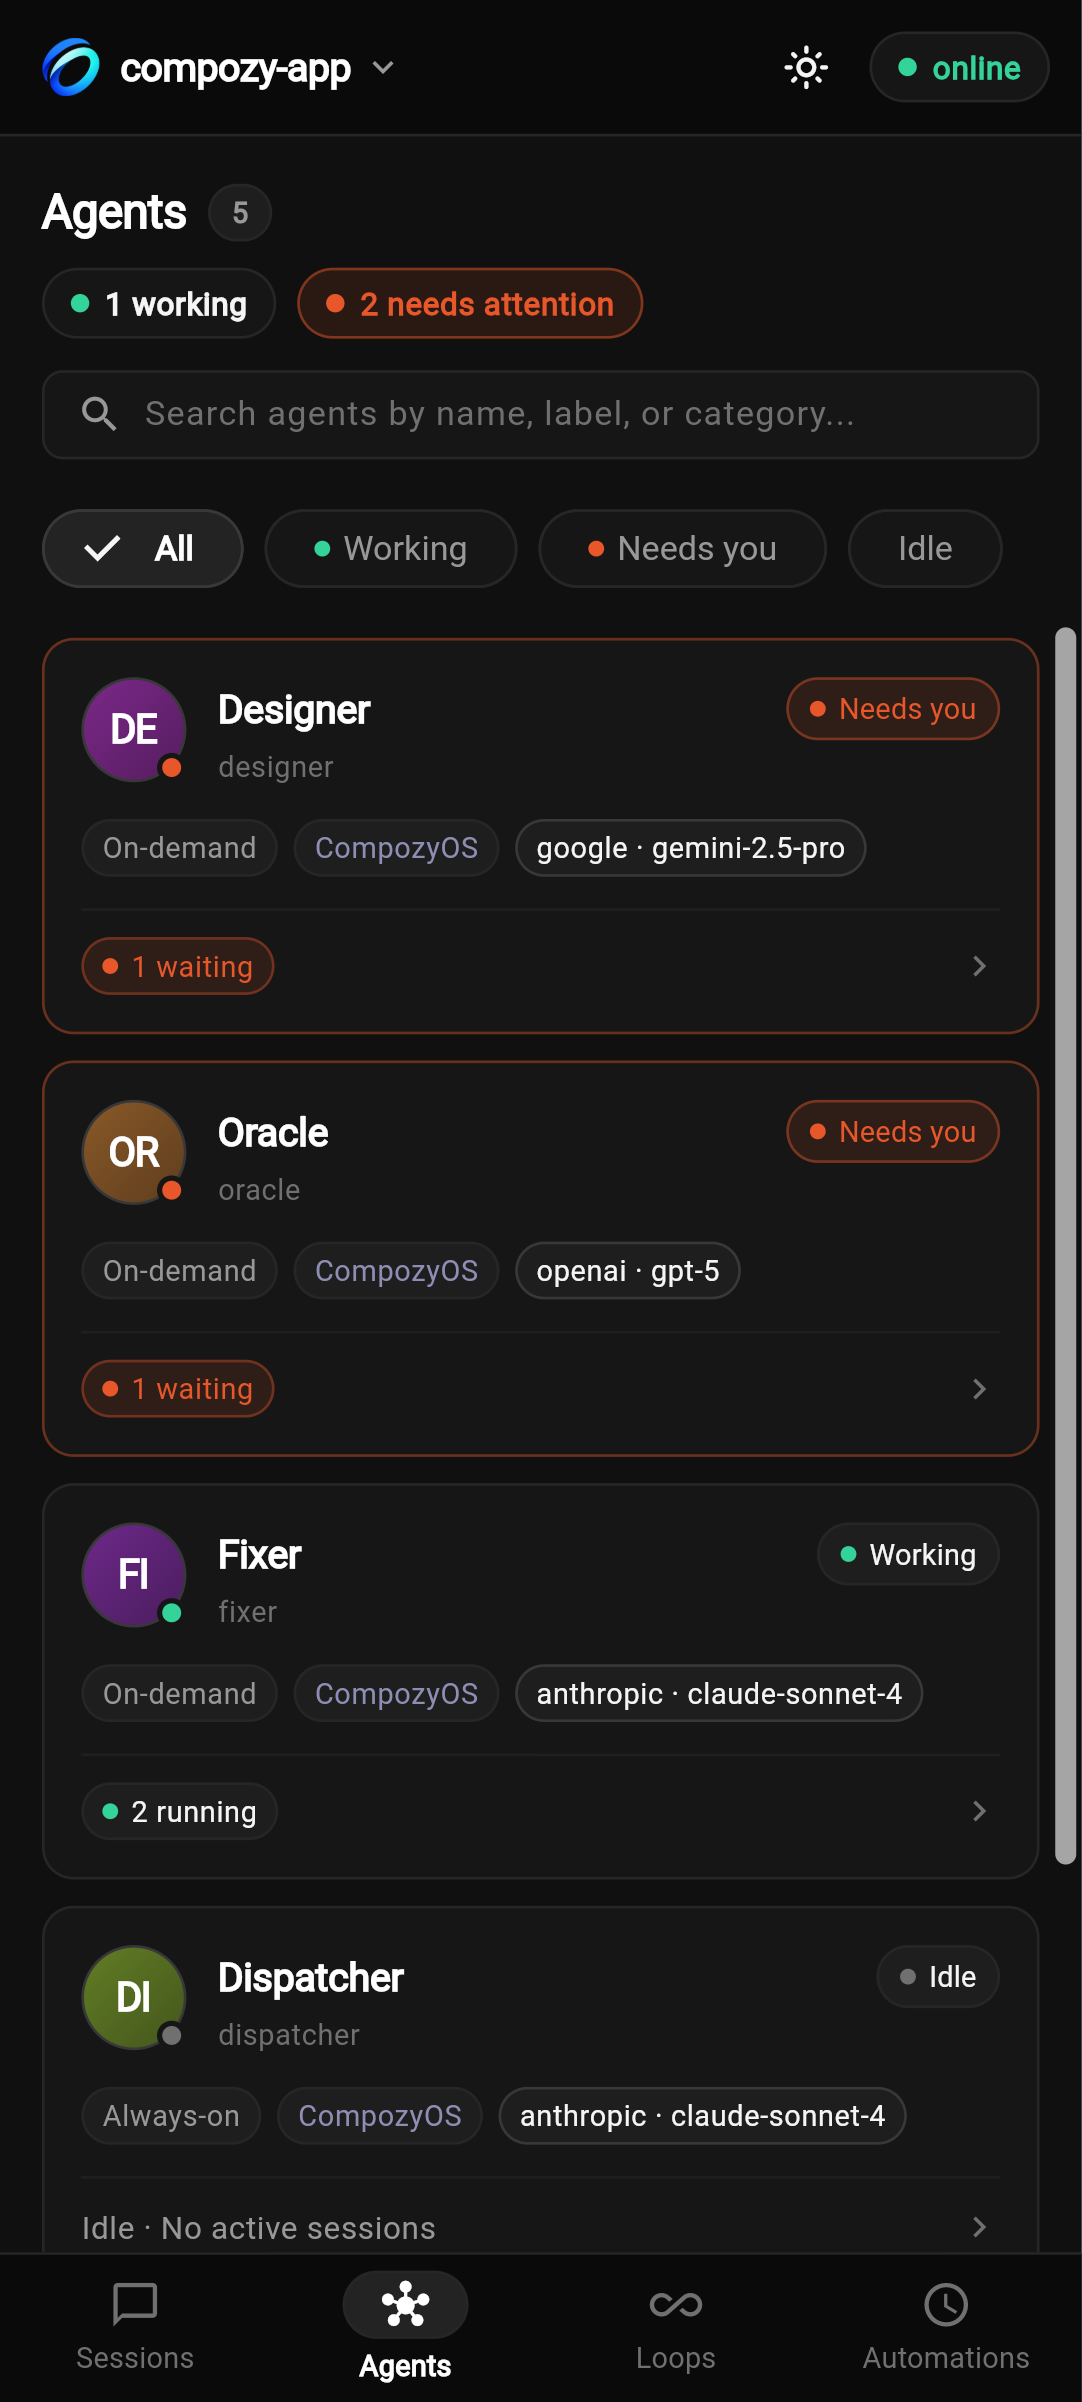 compozy-app
online
Agents 5
1 working
2 needs attention
Search agents by name, label, or category...
All
Working
Needs you
Idle
DE
Designer
designer
Needs you
On-demand
CompozyOS
google · gemini-2.5-pro
1 waiting
OR
Oracle
oracle
Needs you
On-demand
CompozyOS
openai · gpt-5
1 waiting
FI
Fixer
fixer
Working
On-demand
CompozyOS
anthropic · claude-sonnet-4
2 running
DI
Dispatcher
dispatcher
Idle
Always-on
CompozyOS
anthropic · claude-sonnet-4
Idle · No active sessions
Sessions
Agents
Loops
Automations